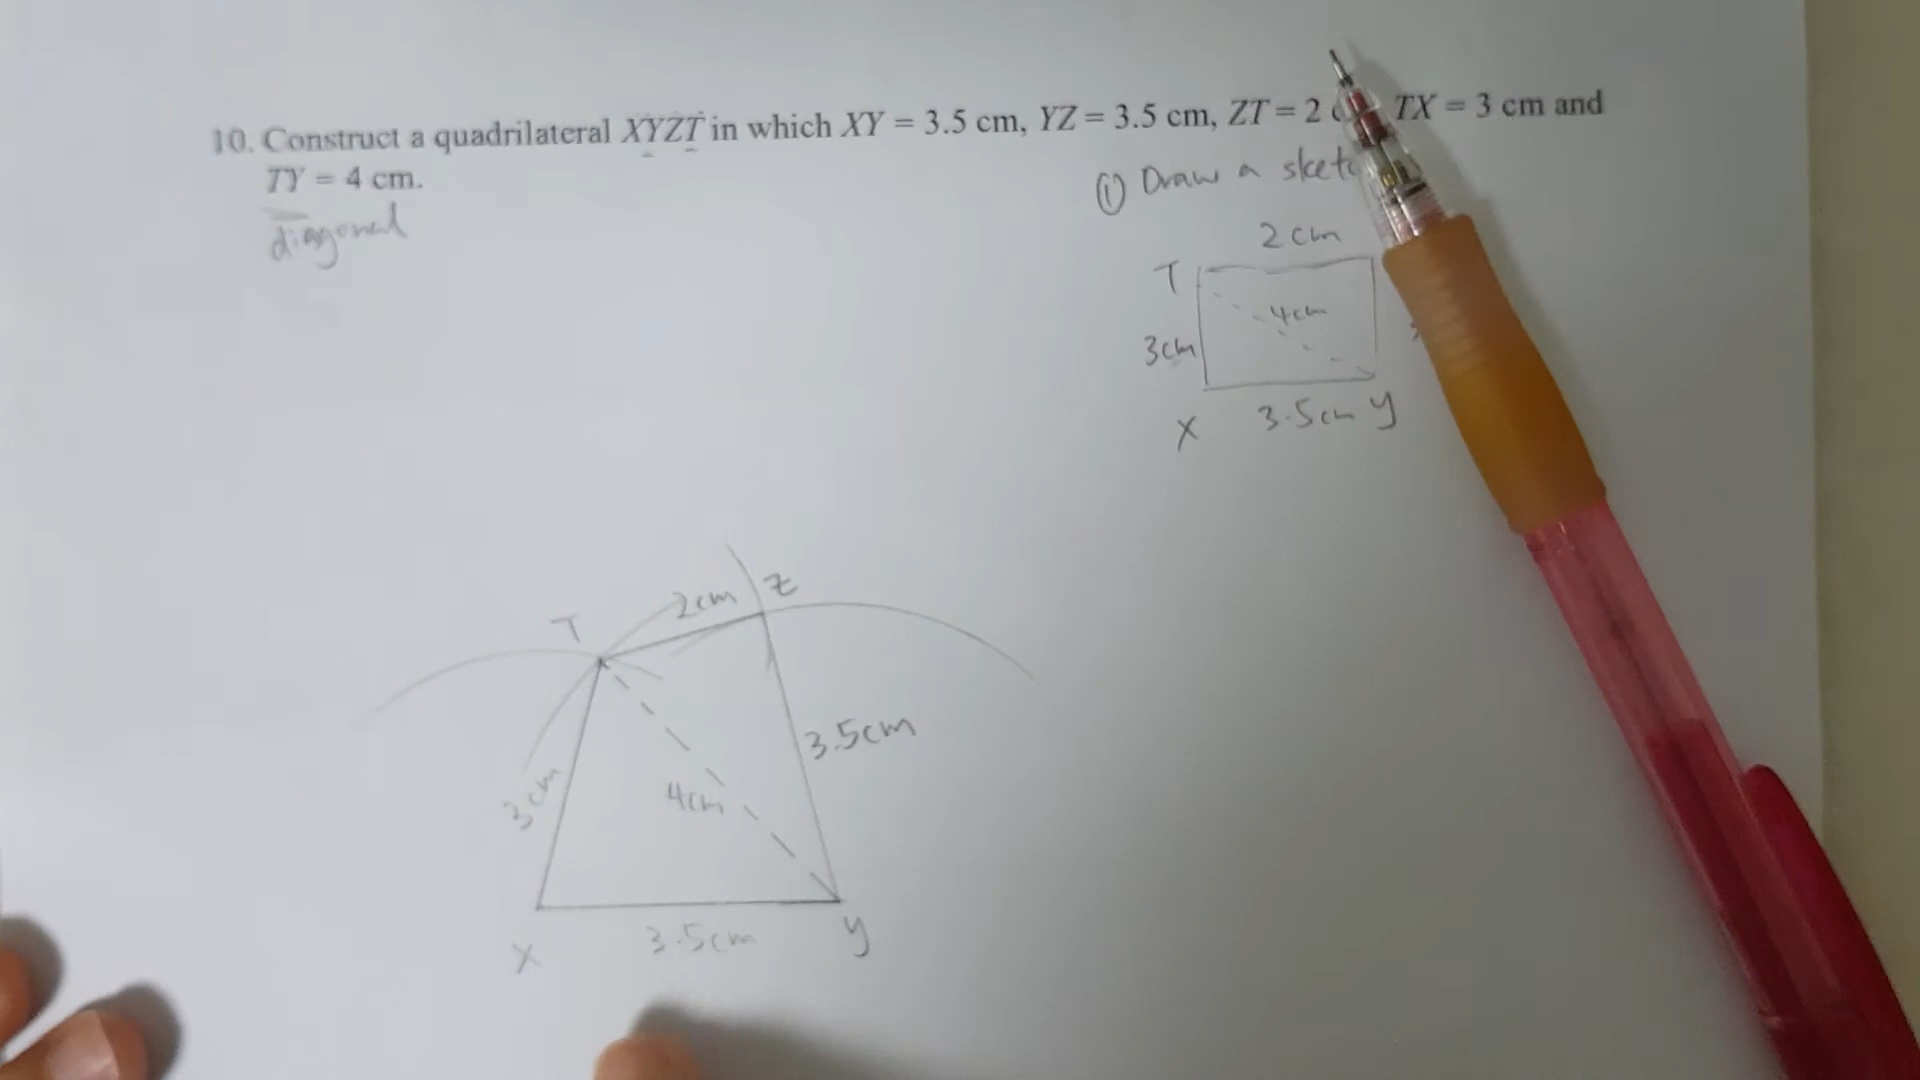 10. Construct a quadrilateral XYZT in which XY = 3.5 cm, YZ = 3.5 cm, ZT = 2 TX = 3 cm and
TY = 4 cm.
diagonal
① Draw a
2 cm
T
4cm
3cm
X 3.5cm Y
T 2cm Z
3.5cm
3cm
4cm
X 3.5cm Y